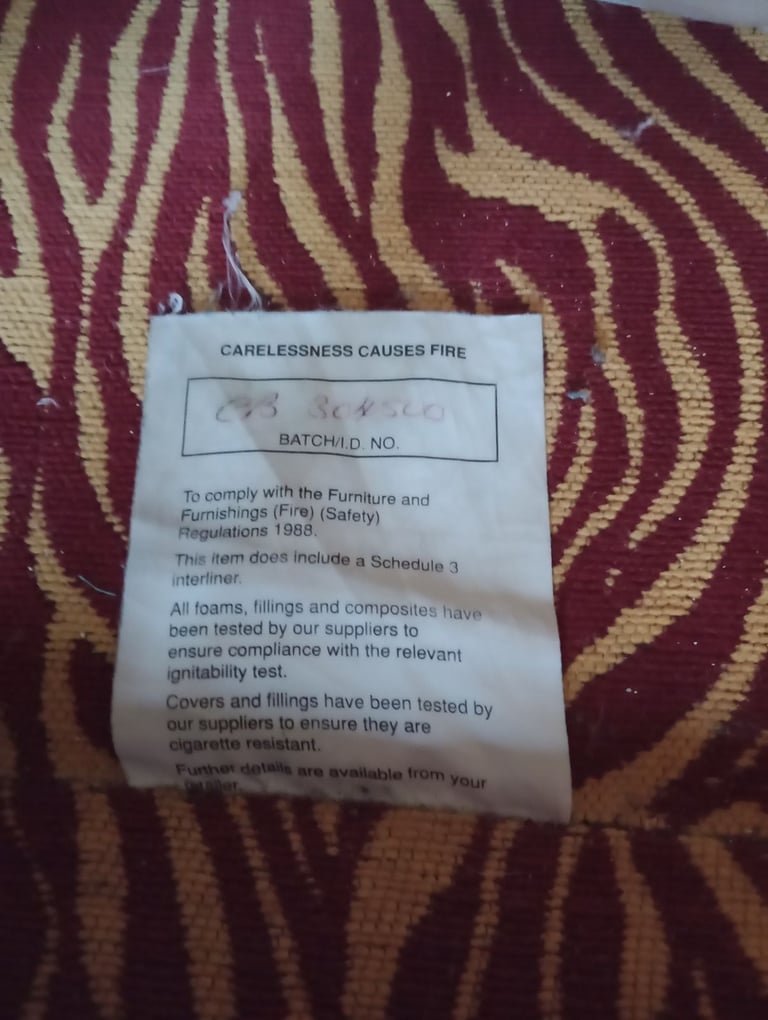 CARELESSNESS CAUSES FIRE
BATCH/I.D. NO.
To comply with the Furniture and
Furnishings (Fire) (Safety)
Regulations 1988.
This item does include a Schedule 3
interliner.
All foams, fillings and composites have
been tested by our suppliers to
ensure compliance with the relevant
ignitability test.
Covers and fillings have been tested by
our suppliers to ensure they are
cigarette resistant.
Further details are available from your
retailer.